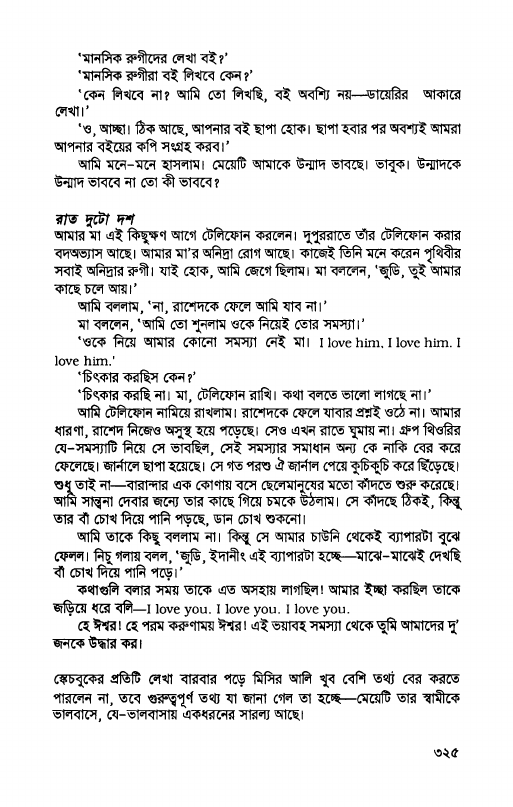 ‘মানসিক রুগীদের লেখা বই?’
‘মানসিক রুগীরা বই লিখবে কেন?’
‘কেন লিখবে না? আমি তো লিখছি, বই অবশ্যি নয়—ডায়েরির আকারে
লেখা।’
‘ও, আচ্ছা। ঠিক আছে, আপনার বই ছাপা হোক। ছাপা হবার পর অবশ্যই আমরা
আপনার বইয়ের কপি সংগ্রহ করব।’
আমি মনে-মনে হাসলাম। মেয়েটি আমাকে উন্মাদ ভাবছে। ভাবুক। উন্মাদকে
উন্মাদ ভাববে না তো কী ভাববে?
রাত দুটো দশ
আমার মা এই কিছুক্ষণ আগে টেলিফোন করলেন। দুপুররাতে তাঁর টেলিফোন করার
বদঅভ্যাস আছে। আমার মা’র অনিদ্রা রোগ আছে। কাজেই তিনি মনে করেন পৃথিবীর
সবাই অনিদ্রার রুগী। যাই হোক, আমি জেগে ছিলাম। মা বললেন, ‘জুডি, তুই আমার
কাছে চলে আয়।’
আমি বললাম, ‘না, রাশেদকে ফেলে আমি যাব না।’
মা বললেন, ‘আমি তো শুনলাম ওকে নিয়েই তোর সমস্যা।’
‘ওকে নিয়ে আমার কোনো সমস্যা নেই মা। I love him, I love him. I
love him.'
‘চিৎকার করছিস কেন?’
‘চিৎকার করছি না। মা, টেলিফোন রাখি। কথা বলতে ভালো লাগছে না।’
আমি টেলিফোন নামিয়ে রাখলাম। রাশেদকে ফেলে যাবার প্রশ্নই ওঠে না। আমার
ধারণা, রাশেদ নিজেও অসুস্থ হয়ে পড়েছে। সেও এখন রাতে ঘুমায় না। গ্রুপ থিওরির
যে-সমস্যাটি নিয়ে সে ভাবছিল, সেই সমস্যার সমাধান অন্য কে নাকি বের করে
ফেলেছে। জার্নালে ছাপা হয়েছে। সে গত পরশু ঐ জার্নাল পেয়ে কুচিকুচি করে ছিঁড়েছে।
শুধু তাই না—বারান্দার এক কোণায় বসে ছেলেমানুষের মতো কাঁদতে শুরু করেছে।
আমি সান্ত্বনা দেবার জন্যে তার কাছে গিয়ে চমকে উঠলাম। সে কাঁদছে ঠিকই, কিন্তু
তার বাঁ চোখ দিয়ে পানি পড়ছে, ডান চোখ শুকনো।
আমি তাকে কিছু বললাম না। কিন্তু সে আমার চাউনি থেকেই ব্যাপারটা বুঝে
ফেলল। নিচু গলায় বলল, ‘জুডি, ইদানীং এই ব্যাপারটা হচ্ছে—মাঝে-মাঝেই দেখছি
বাঁ চোখ দিয়ে পানি পড়ে।’
কথাগুলি বলার সময় তাকে এত অসহায় লাগছিল! আমার ইচ্ছা করছিল তাকে
জড়িয়ে ধরে বলি—I love you. I love you. I love you.
হে ঈশ্বর! হে পরম করুণাময় ঈশ্বর! এই ভয়াবহ সমস্যা থেকে তুমি আমাদের দু’
জনকে উদ্ধার কর।
স্কেচবুকের প্রতিটি লেখা বারবার পড়ে মিসির আলি খুব বেশি তথ্য বের করতে
পারলেন না, তবে গুরুত্বপূর্ণ তথ্য যা জানা গেল তা হচ্ছে—মেয়েটি তার স্বামীকে
ভালবাসে, যে-ভালবাসায় একধরনের সারল্য আছে।
৩২৫